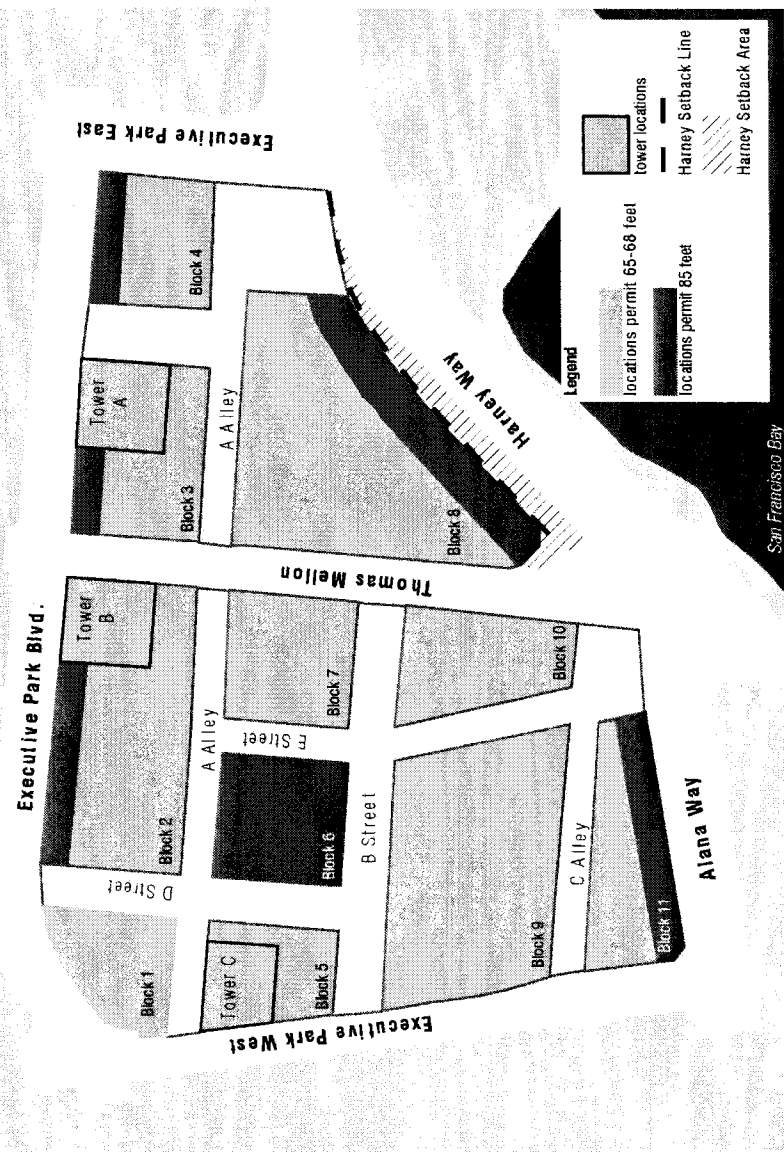 Executive Park Blvd.
Executive Park East
Executive Park West
Thomas Mellon
Harney Way
Alana Way
Block 1
D Street
Block 2
Tower
B
Block 3
Tower
A
Block 4
A Alley
A Alley
Tower C
Block 5
Block 6
E Street
Block 7
Block 8
B Street
Block 9
Block 10
C Alley
Block 11
Legend
locations permit 65-68 feet
locations permit 85 feet
tower locations
Harney Setback Line
Harney Setback Area
San Francisco Bay